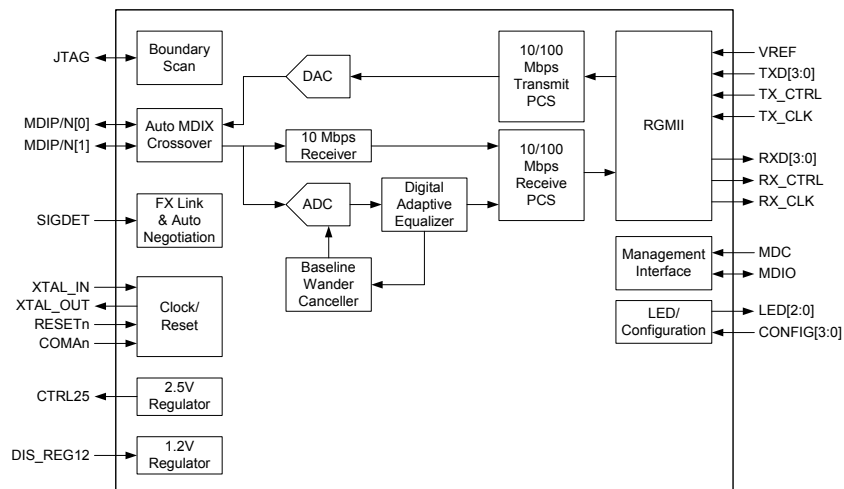 JTAG
Boundary
Scan
MDIP/N[0]
MDIP/N[1]
Auto MDIX
Crossover
SIGDET
FX Link
& Auto
Negotiation
XTAL_IN
XTAL_OUT
RESETn
COMAn
Clock/
Reset
CTRL25
2.5V
Regulator
DIS_REG12
1.2V
Regulator
DAC
10 Mbps
Receiver
ADC
Digital
Adaptive
Equalizer
Baseline
Wander
Canceller
10/100
Mbps
Transmit
PCS
10/100
Mbps
Receive
PCS
RGMII
Management
Interface
LED/
Configuration
VREF
TXD[3:0]
TX_CTRL
TX_CLK
RXD[3:0]
RX_CTRL
RX_CLK
MDC
MDIO
LED[2:0]
CONFIG[3:0]